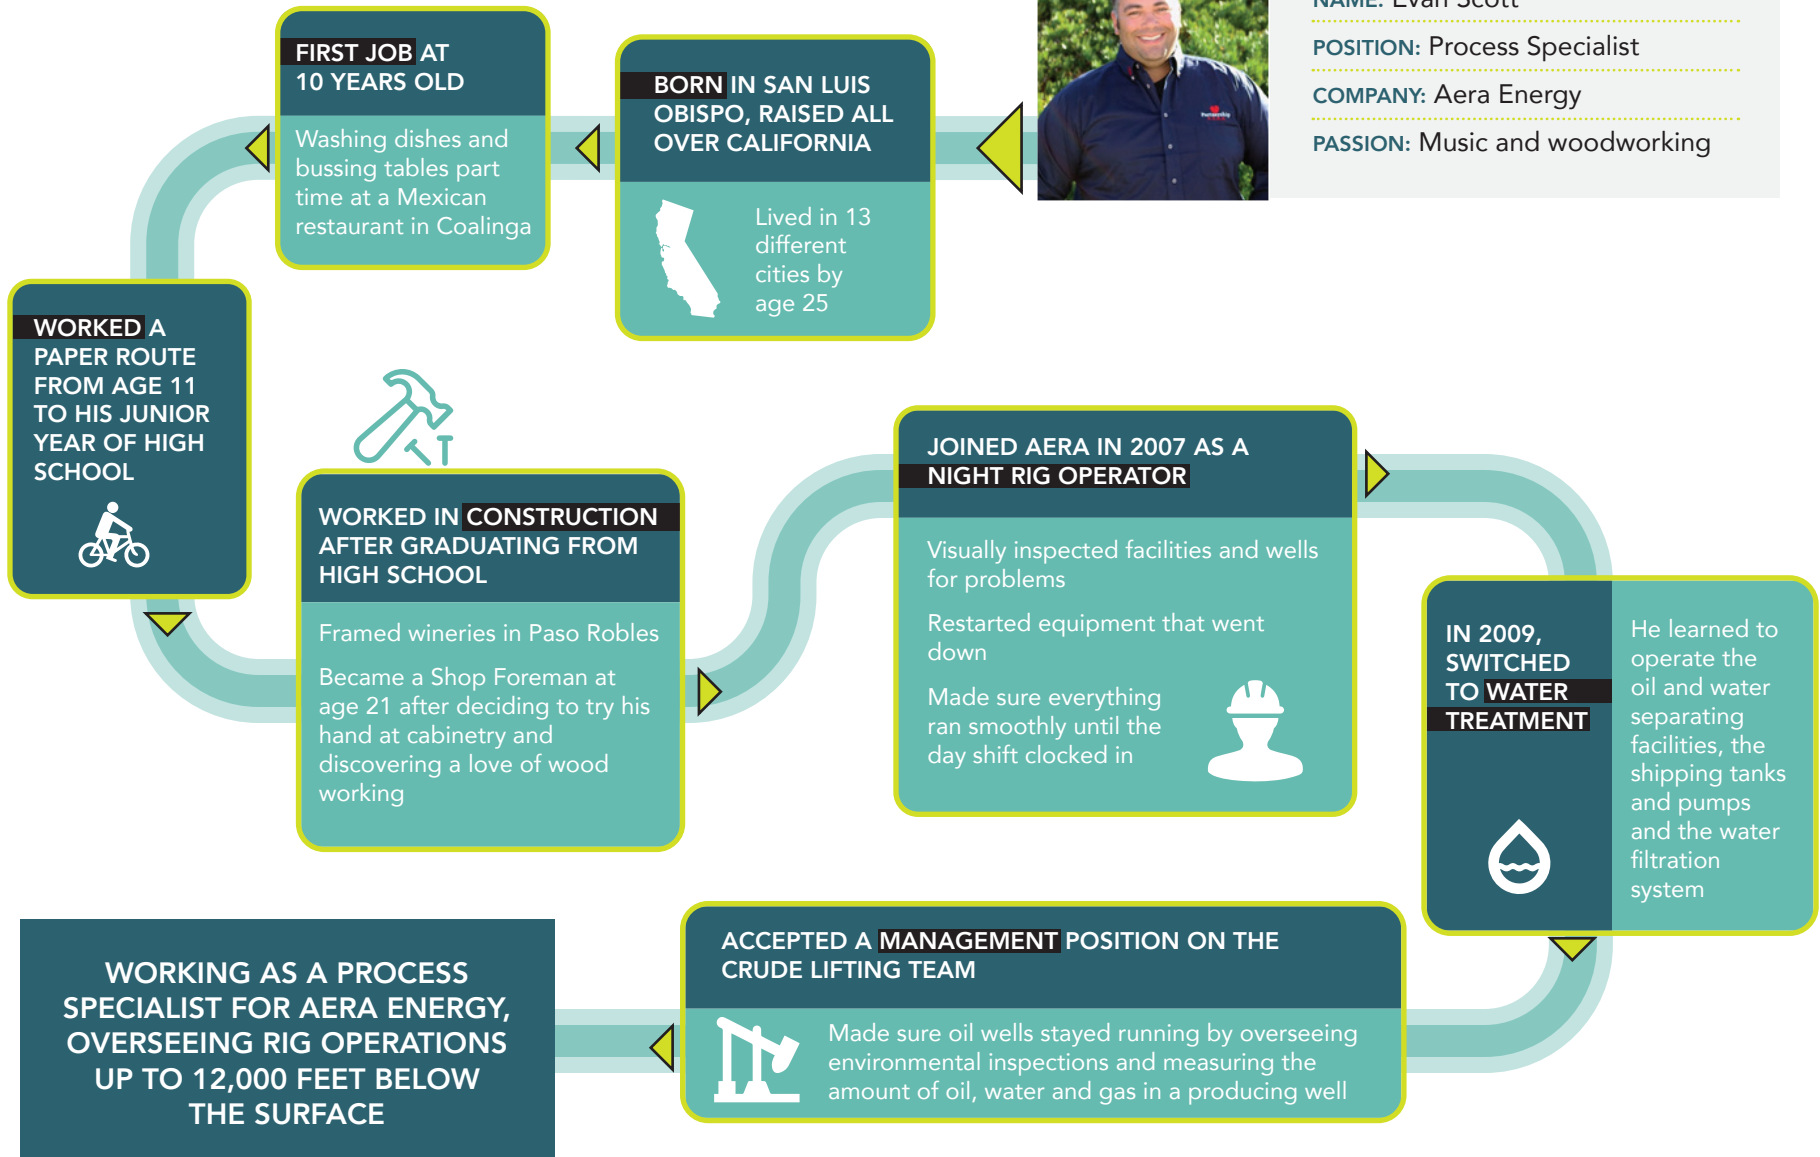 NAME: Evan Scott
POSITION: Process Specialist
COMPANY: Aera Energy
PASSION: Music and woodworking
BORN IN SAN LUIS
OBISPO, RAISED ALL
OVER CALIFORNIA
Lived in 13
different
cities by
age 25
FIRST JOB AT
10 YEARS OLD
Washing dishes and
bussing tables part
time at a Mexican
restaurant in Coalinga
WORKED A
PAPER ROUTE
FROM AGE 11
TO HIS JUNIOR
YEAR OF HIGH
SCHOOL
WORKED IN CONSTRUCTION
AFTER GRADUATING FROM
HIGH SCHOOL
Framed wineries in Paso Robles
Became a Shop Foreman at
age 21 after deciding to try his
hand at cabinetry and
discovering a love of wood
working
JOINED AERA IN 2007 AS A
NIGHT RIG OPERATOR
Visually inspected facilities and wells
for problems
Restarted equipment that went
down
Made sure everything
ran smoothly until the
day shift clocked in
IN 2009,
SWITCHED
TO WATER
TREATMENT
He learned to
operate the
oil and water
separating
facilities, the
shipping tanks
and pumps
and the water
filtration
system
ACCEPTED A MANAGEMENT POSITION ON THE
CRUDE LIFTING TEAM
Made sure oil wells stayed running by overseeing
environmental inspections and measuring the
amount of oil, water and gas in a producing well
WORKING AS A PROCESS
SPECIALIST FOR AERA ENERGY,
OVERSEEING RIG OPERATIONS
UP TO 12,000 FEET BELOW
THE SURFACE